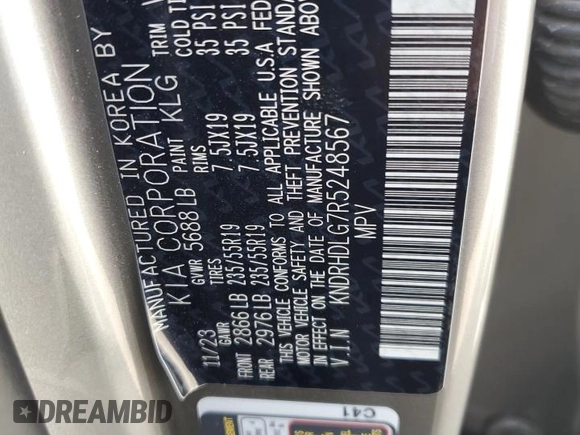 MANUFACTURED IN KOREA BY
KIA CORPORATION
11/23 GVWR 5688 LB PAINT KLG TRIM
GAWR TIRES RIMS COLD
FRONT 2866 LB 235/55R19 7.5JX19 35 PSI
REAR 2976 LB 235/55R19 7.5JX19 35 PSI
THIS VEHICLE CONFORMS TO ALL APPLICABLE U.S.A FED
MOTOR VEHICLE SAFETY AND THEFT PREVENTION STANDA
IN EFFECT ON THE DATE OF MANUFACTURE SHOWN ABOV
V.I.N KNDRHDLG7R5248567
MPV
C41
DREAMBID